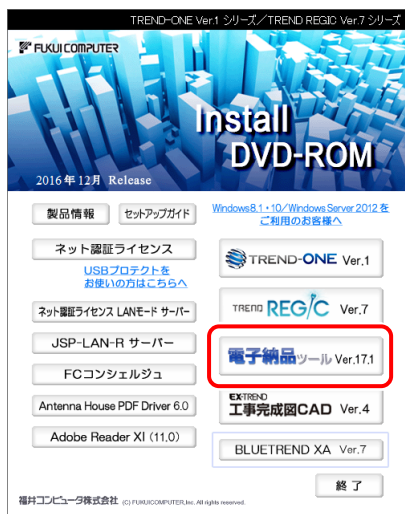 TREND-ONE Ver.1 シリーズ／TREND REGIC Ver.7 シリーズ
FUKUI COMPUTER
Install
DVD-ROM
2016年12月 Release
製品情報
セットアップガイド
Windows8.1・10／Windows Server 2012 を
ご利用のお客様へ
ネット認証ライセンス
USBプロテクトを
お使いの方はこちらへ
TREND-ONE Ver.1
ネット認証ライセンス LANモード サーバー
TREND REGIC Ver.7
JSP-LAN-R サーバー
電子納品ツール Ver.17.1
FCコンシェルジュ
Antenna House PDF Driver 6.0
EX-TREND
工事完成図CAD Ver.4
Adobe Reader XI (11.0)
BLUETREND XA Ver.7
終了
福井コンピュータ株式会社 (C) FUKUICOMPUTER,Inc. All rights reserved.